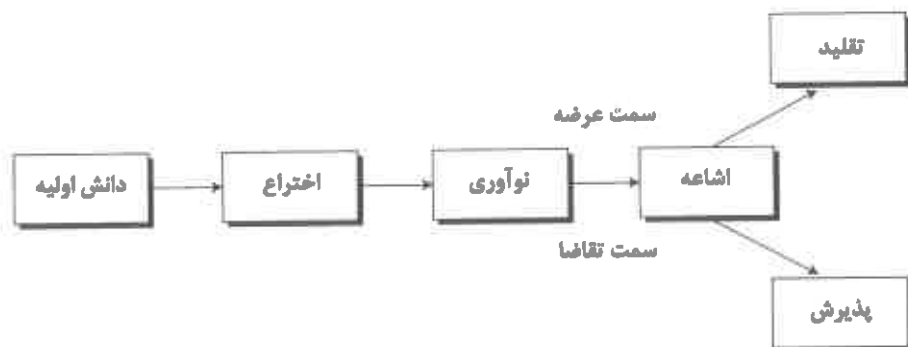 تقلید
سمت عرضه
دانش اولیه
اختراع
نوآوری
اشاعه
سمت تقاضا
پذیرش